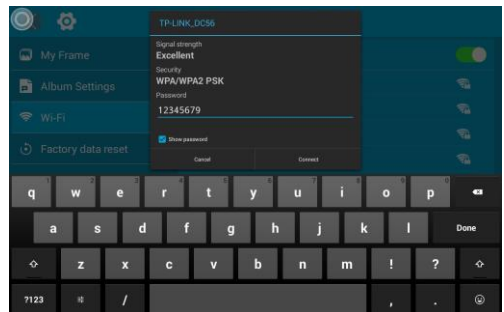 TP-LINK_DC56
Signal strength
Excellent
My Frame
Security
WPA/WPA2 PSK
Album Settings
Password
12345679
Wi-Fi
Show password
Factory data reset
Cancel
Connect
q w e r t y u i o p
a s d f g h j k l Done
z x c v b n m ! ?
?123 / , .